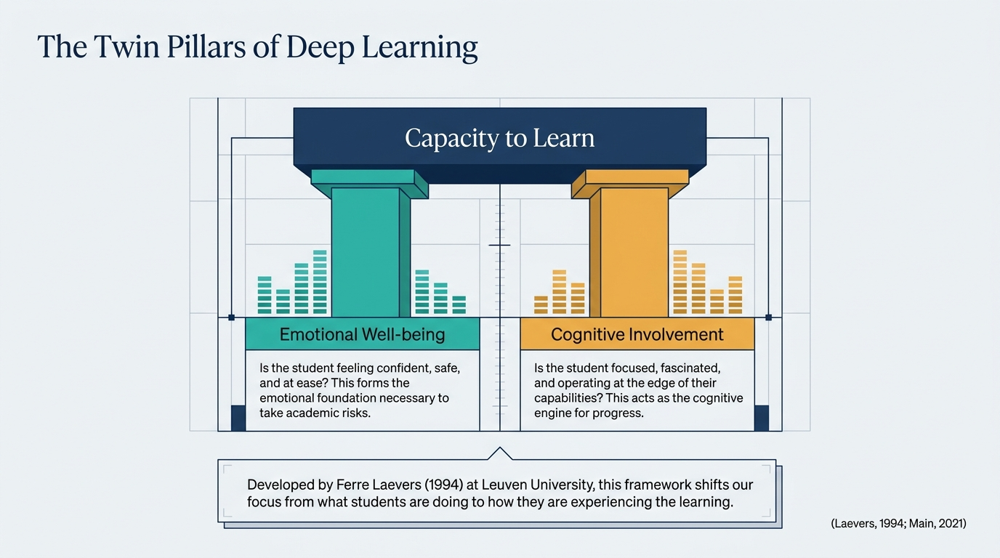 The Twin Pillars of Deep Learning
Capacity to Learn
Emotional Well-being
Is the student feeling confident, safe,
and at ease? This forms the
emotional foundation necessary to
take academic risks.
Cognitive Involvement
Is the student focused, fascinated,
and operating at the edge of their
capabilities? This acts as the cognitive
engine for progress.
Developed by Ferre Laevers (1994) at Leuven University, this framework shifts our
focus from what students are doing to how they are experiencing the learning.
(Laevers, 1994; Main, 2021)